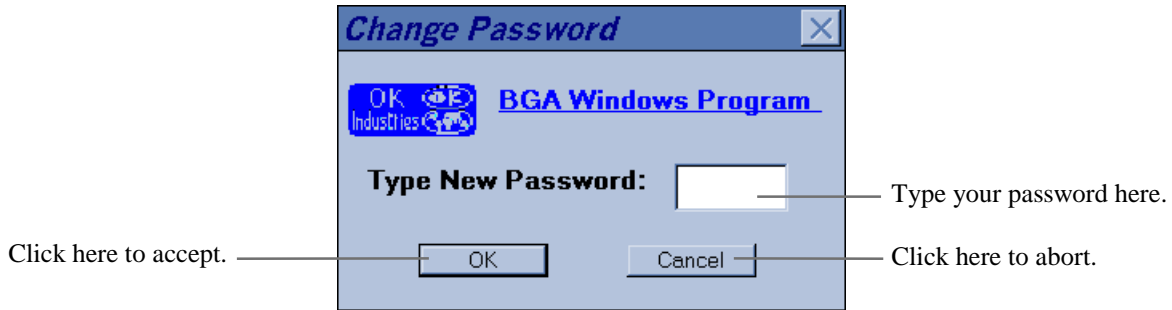 Change Password
OK OK
Industries
BGA Windows Program
Type New Password:
Type your password here.
Click here to accept.
OK
Cancel
Click here to abort.